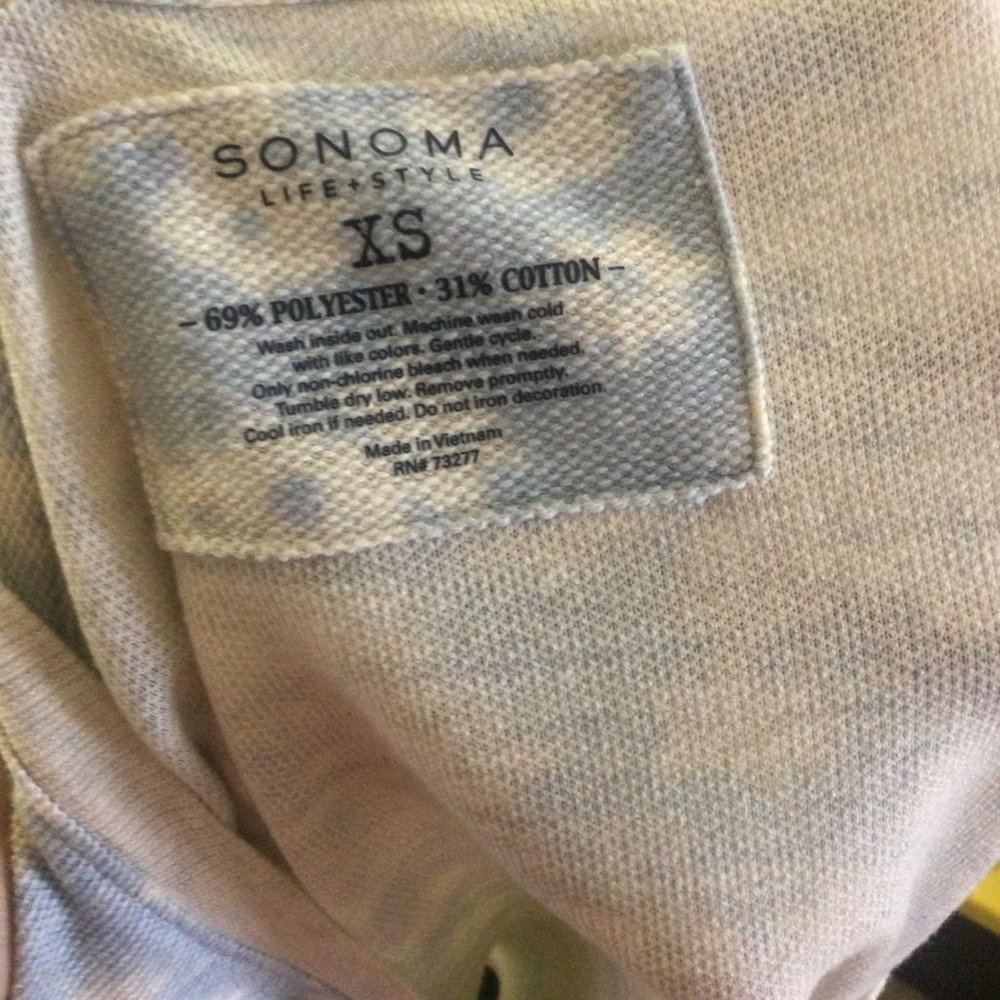 SONOMA
LIFE+STYLE
XS
– 69% POLYESTER · 31% COTTON –
Wash inside out. Machine wash cold
with like colors. Gentle cycle.
Only non-chlorine bleach when needed.
Tumble dry low. Remove promptly.
Cool iron if needed. Do not iron decoration.
Made in Vietnam
RN# 73277